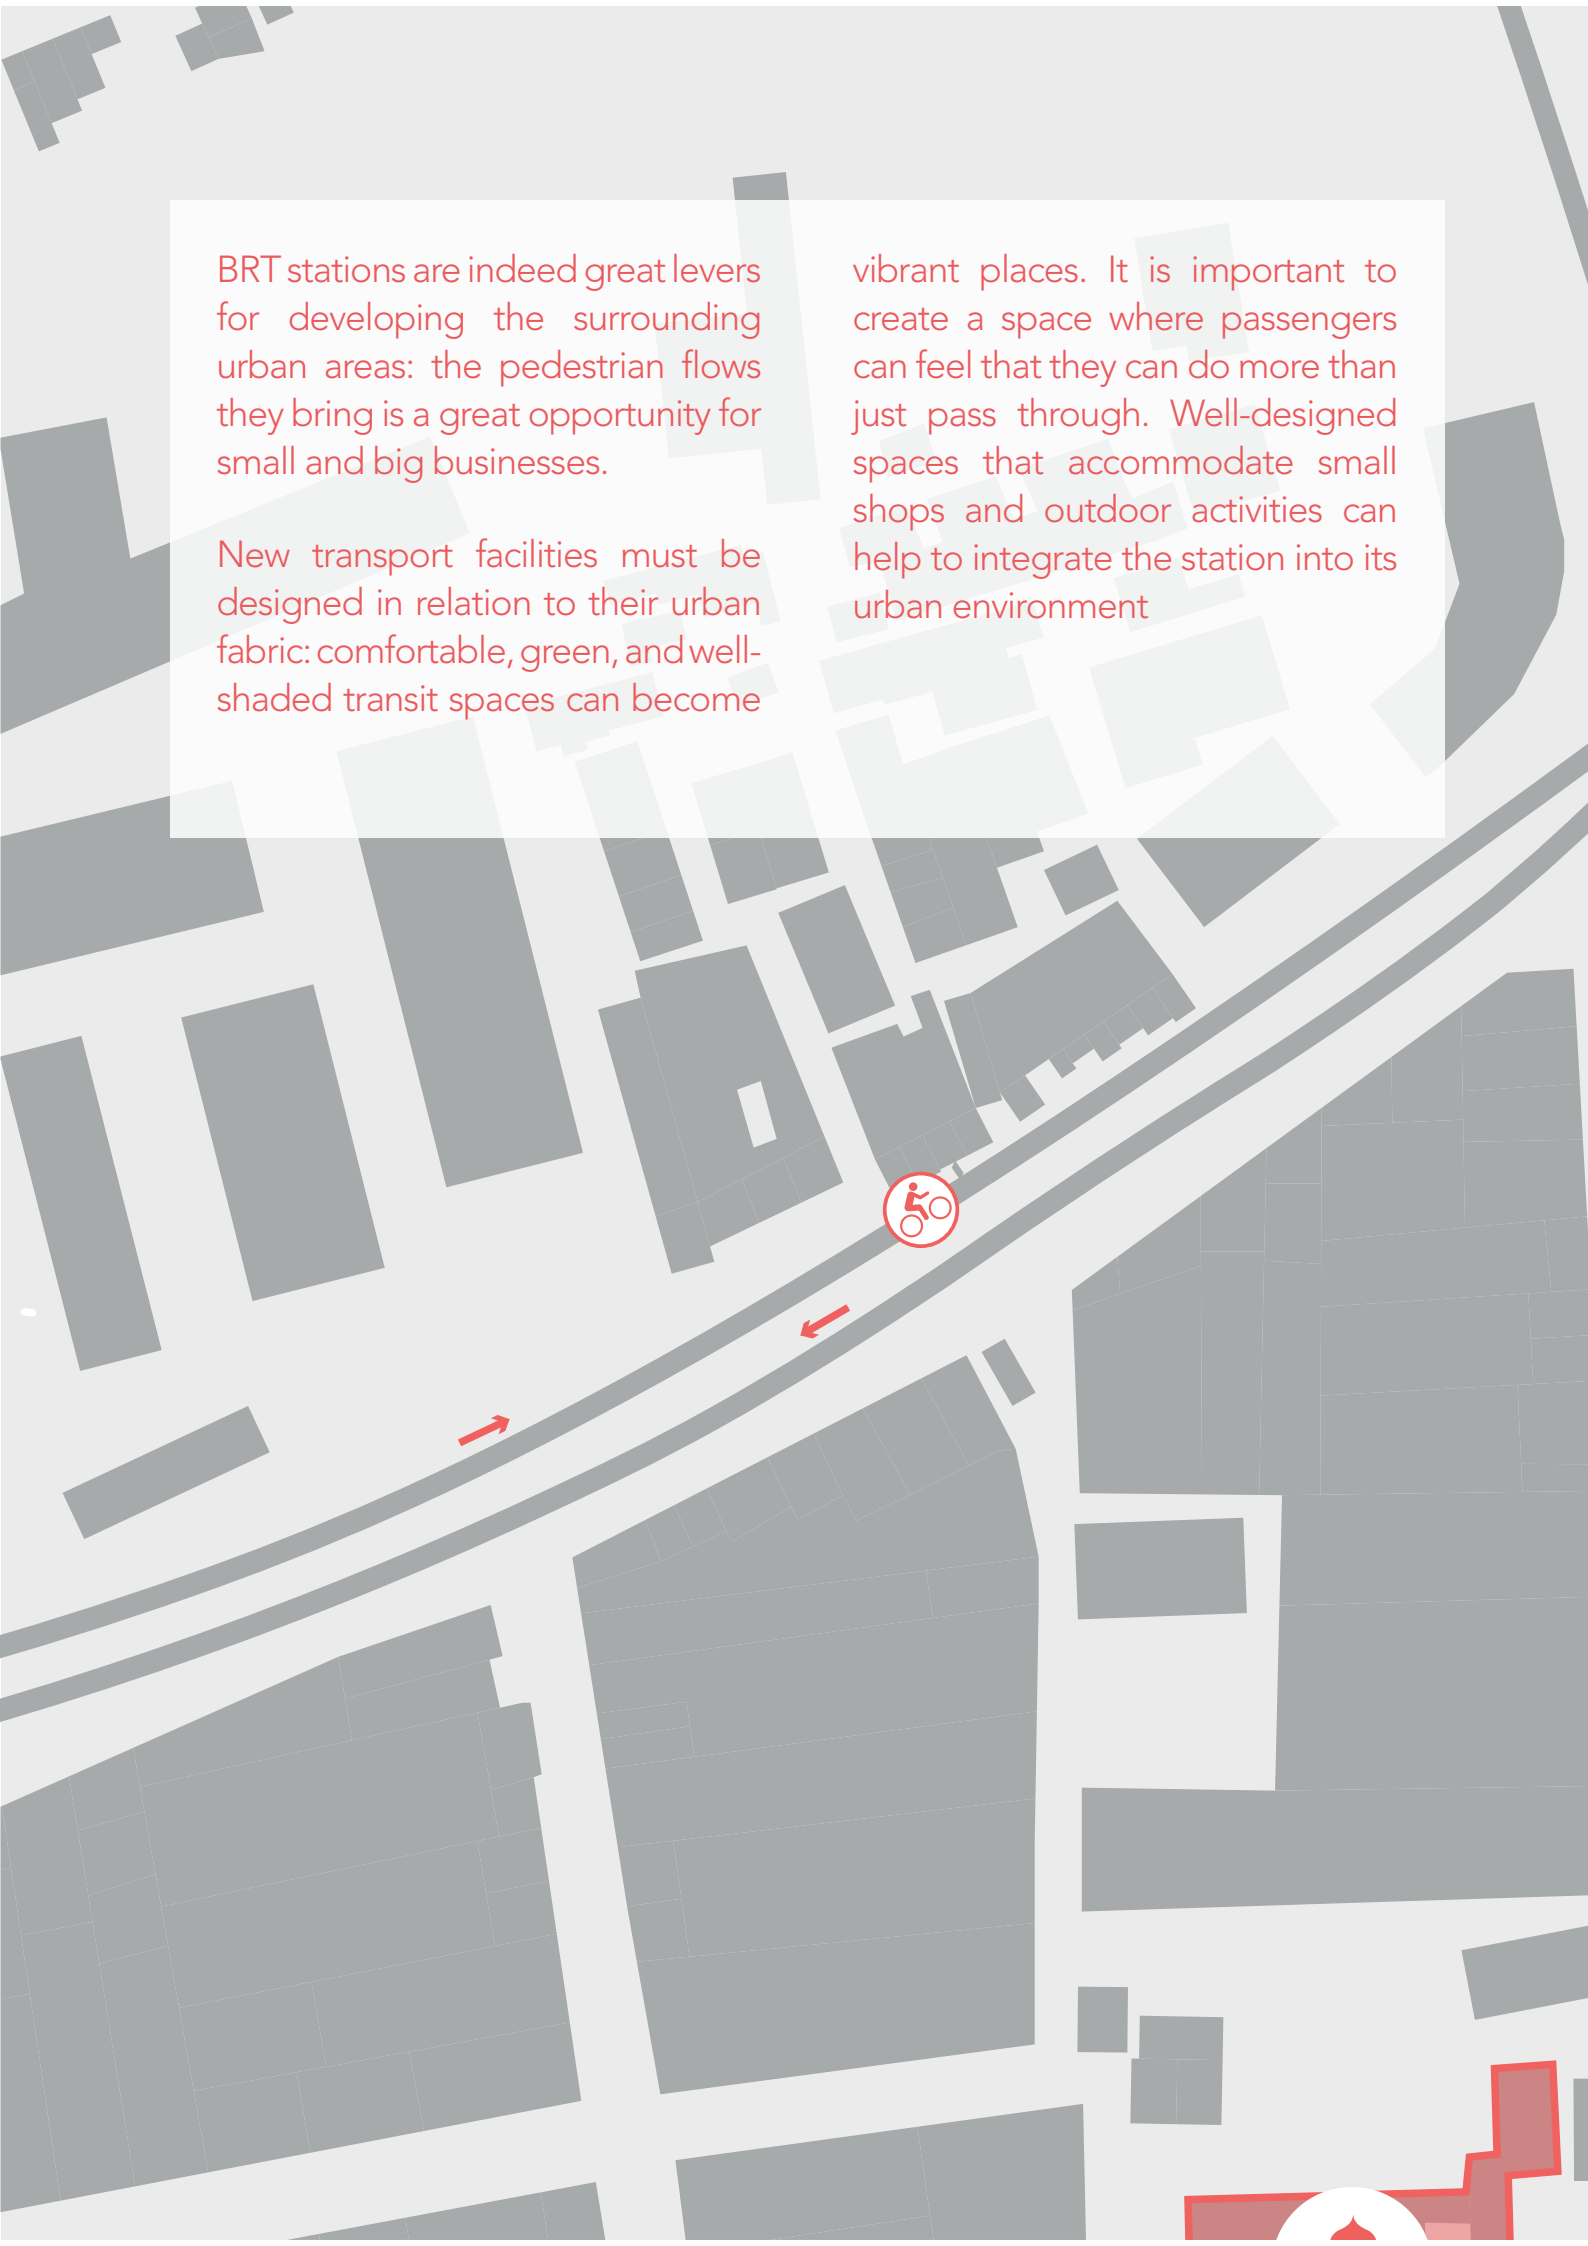 BRT stations are indeed great levers
for developing the surrounding
urban areas: the pedestrian flows
they bring is a great opportunity for
small and big businesses.
New transport facilities must be
designed in relation to their urban
fabric: comfortable, green, and well-
shaded transit spaces can become
vibrant places. It is important to
create a space where passengers
can feel that they can do more than
just pass through. Well-designed
spaces that accommodate small
shops and outdoor activities can
help to integrate the station into its
urban environment